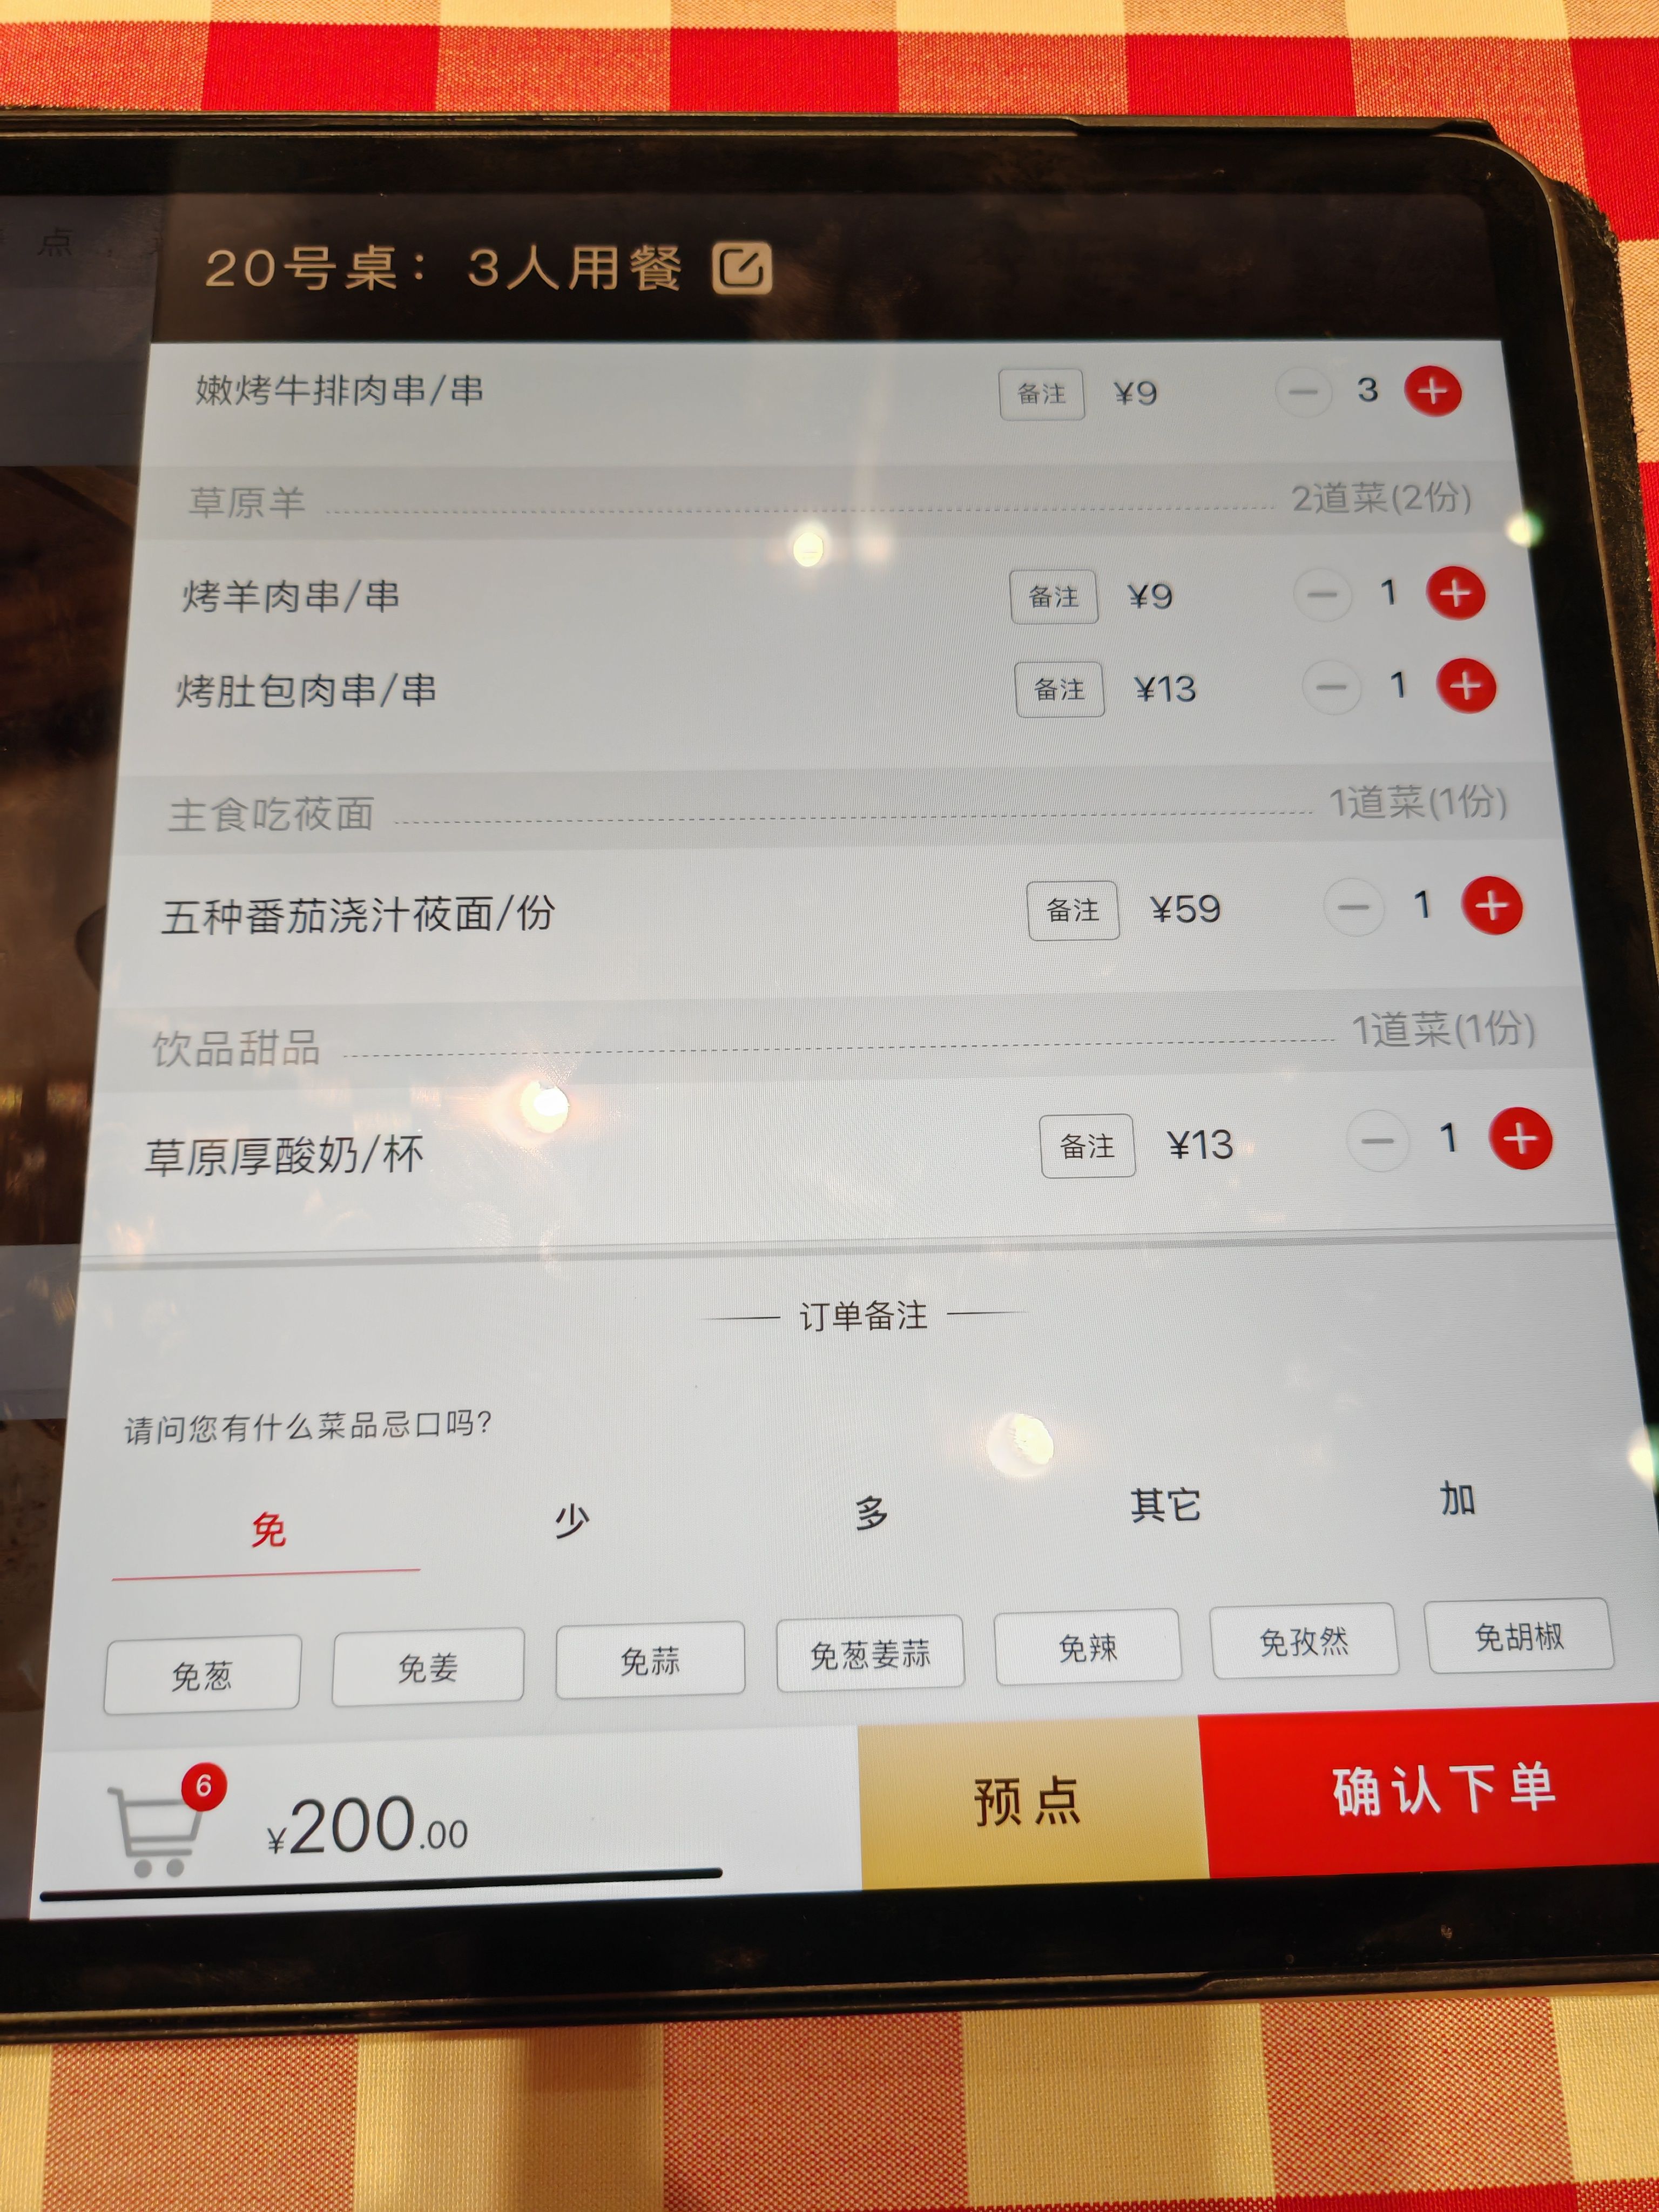 点
20号桌：3人用餐
嫩烤牛排肉串/串 备注 ¥9 3
草原羊 2道菜(2份)
烤羊肉串/串 备注 ¥9 1
烤肚包肉串/串 备注 ¥13 1
主食吃莜面 1道菜(1份)
五种番茄浇汁莜面/份 备注 ¥59 1
饮品甜品 1道菜(1份)
草原厚酸奶/杯 备注 ¥13 1
订单备注
请问您有什么菜品忌口吗?
免 少 多 其它 加
免葱 免姜 免蒜 免葱姜蒜 免辣 免孜然 免胡椒
6 ¥200.00 预点 确认下单